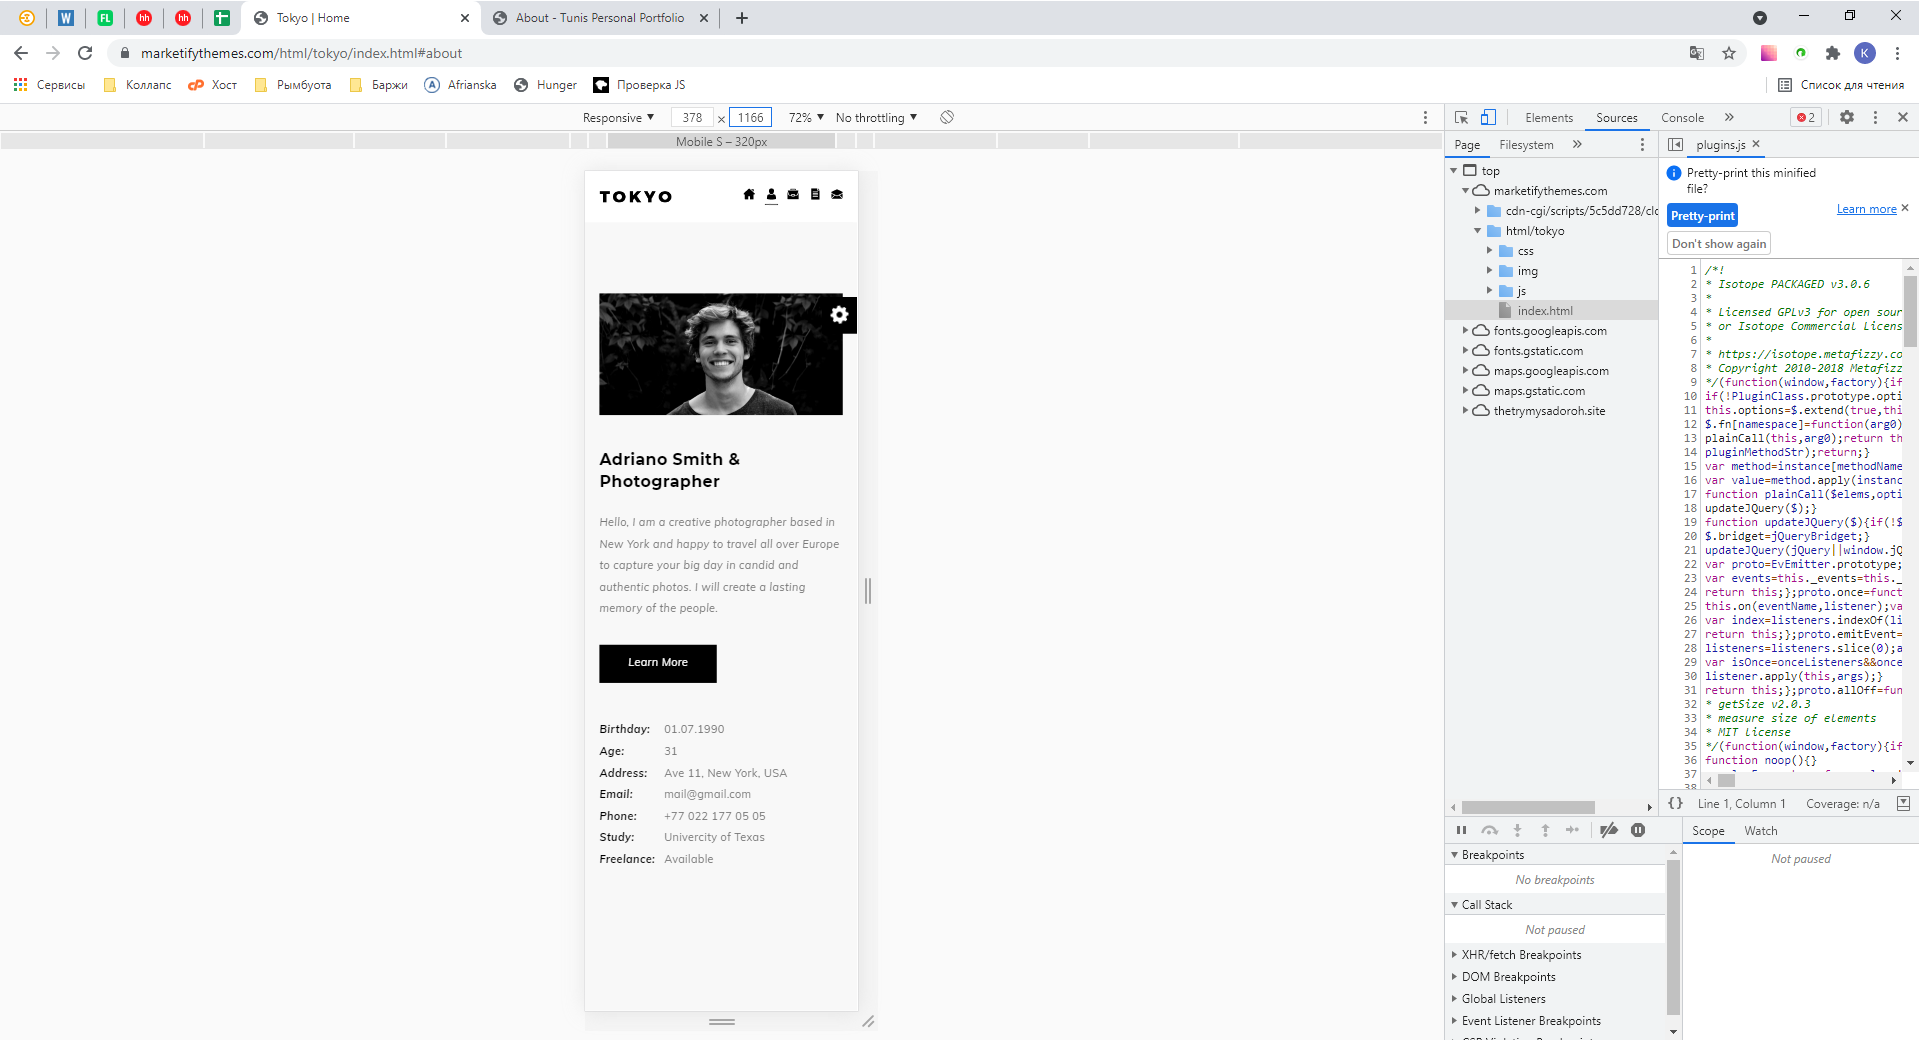 Tokyo | Home
About - Tunis Personal Portfolio
marketifythemes.com/html/tokyo/index.html#about
K
Сервисы
Коллапс
Хост
Рымбуота
Баржи
Afrianska
Hunger
Проверка JS
Список для чтения
Responsive
378
×
1166
72%
No throttling
Mobile S – 320px
TOKYO
Adriano Smith &
Photographer
Hello, I am a creative photographer based in
New York and happy to travel all over Europe
to capture your big day in candid and
authentic photos. I will create a lasting
memory of the people.
Learn More
Birthday: 01.07.1990
Age: 31
Address: Ave 11, New York, USA
Email: mail@gmail.com
Phone: +77 022 177 05 05
Study: Univercity of Texas
Freelance: Available
Elements
Sources
Console
2
Page
Filesystem
top
marketifythemes.com
cdn-cgi/scripts/5c5dd728/clo
html/tokyo
css
img
js
index.html
fonts.googleapis.com
fonts.gstatic.com
maps.googleapis.com
maps.gstatic.com
thetrymysadoroh.site
plugins.js
Pretty-print this minified
file?
Learn more
Pretty-print
Don't show again
1 /*!
2 * Isotope PACKAGED v3.0.6
3 *
4 * Licensed GPLv3 for open sour
5 * or Isotope Commercial Licens
6 *
7 * https://isotope.metafizzy.co
8 * Copyright 2010-2018 Metafizz
9 */(function(window,factory){if
10 if(!PluginClass.prototype.opti
11 this.options=$.extend(true,thi
12 $.fn[namespace]=function(arg0)
13 plainCall(this,arg0);return th
14 pluginMethodStr);return;}
15 var method=instance[methodName
16 var value=method.apply(instanc
17 function plainCall($elems,opti
18 updateJQuery($);}
19 function updateJQuery($){if(!$
20 $.bridget=jQueryBridget;}
21 updateJQuery(jQuery||window.jQ
22 var proto=EvEmitter.prototype;
23 var events=this._events=this._
24 return this;};proto.once=funct
25 this.on(eventName,listener);va
26 var index=listeners.indexOf(li
27 return this;};proto.emitEvent=
28 listeners=listeners.slice(0);a
29 var isOnce=onceListeners&&once
30 listener.apply(this,args);}
31 return this;};proto.allOff=fun
32 * getSize v2.0.3
33 * measure size of elements
34 * MIT license
35 */(function(window,factory){if
36 function noop(){}
37
38
{} Line 1, Column 1
Coverage: n/a
Breakpoints
No breakpoints
Call Stack
Not paused
XHR/fetch Breakpoints
DOM Breakpoints
Global Listeners
Event Listener Breakpoints
Scope
Watch
Not paused